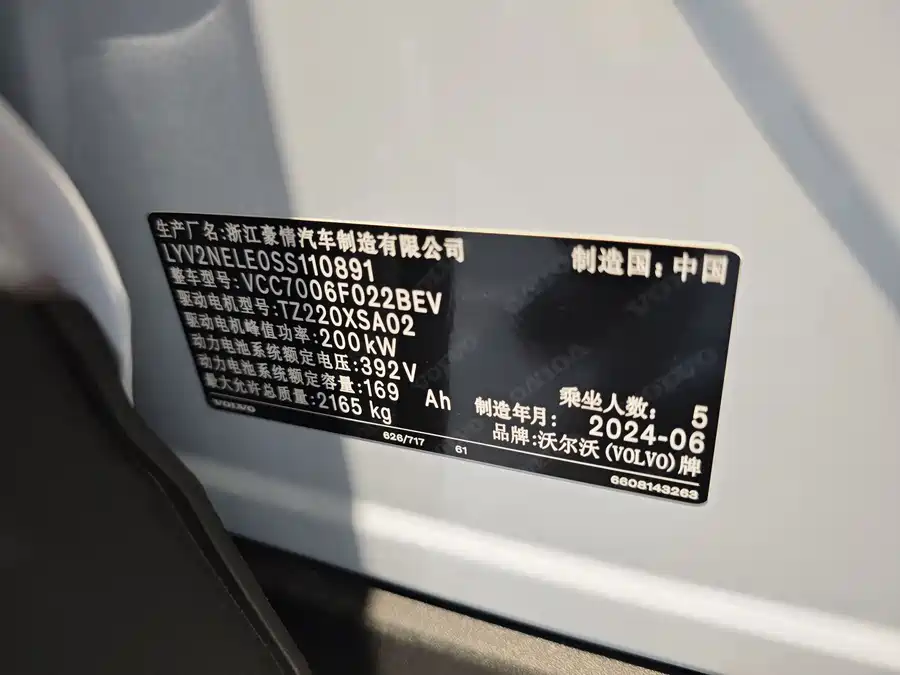 生产厂名:浙江豪情汽车制造有限公司 制造国:中国
LYV2NELE0SS110891
整车型号:VCC7006F022BEV
驱动电机型号:TZ220XSA02
驱动电机峰值功率:200kW
动力电池系统额定电压:392V
动力电池系统额定容量:169 Ah 乘坐人数: 5
最大允许总质量:2165 kg 制造年月: 2024-06
品牌:沃尔沃(VOLVO)牌
VOLVO 628/717 61 6608143263